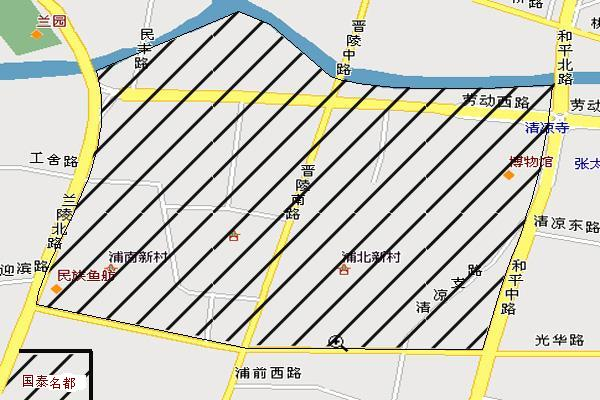 兰园
民丰路
晋陵中路
和平北路
劳动西路
劳动
清凉寺
博物馆
张太
工舍路
晋陵南路
兰陵北路
清凉东路
迎滨路
浦南新村
浦北新村
民族鱼舫
清凉支路
和平中路
光华路
浦前西路
国泰名都